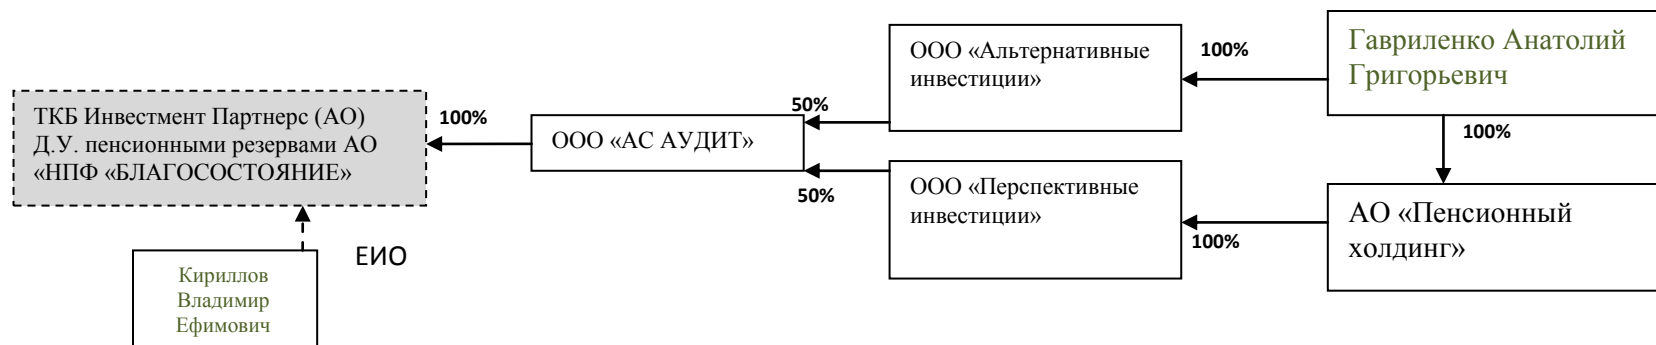 ТКБ Инвестмент Партнерс (АО)
Д.У. пенсионными резервами АО
«НПФ «БЛАГОСОСТОЯНИЕ»
100%
ООО «АС АУДИТ»
50%
50%
ООО «Альтернативные
инвестиции»
100%
Гавриленко Анатолий
Григорьевич
100%
ООО «Перспективные
инвестиции»
100%
АО «Пенсионный
холдинг»
ЕИО
Кириллов
Владимир
Ефимович